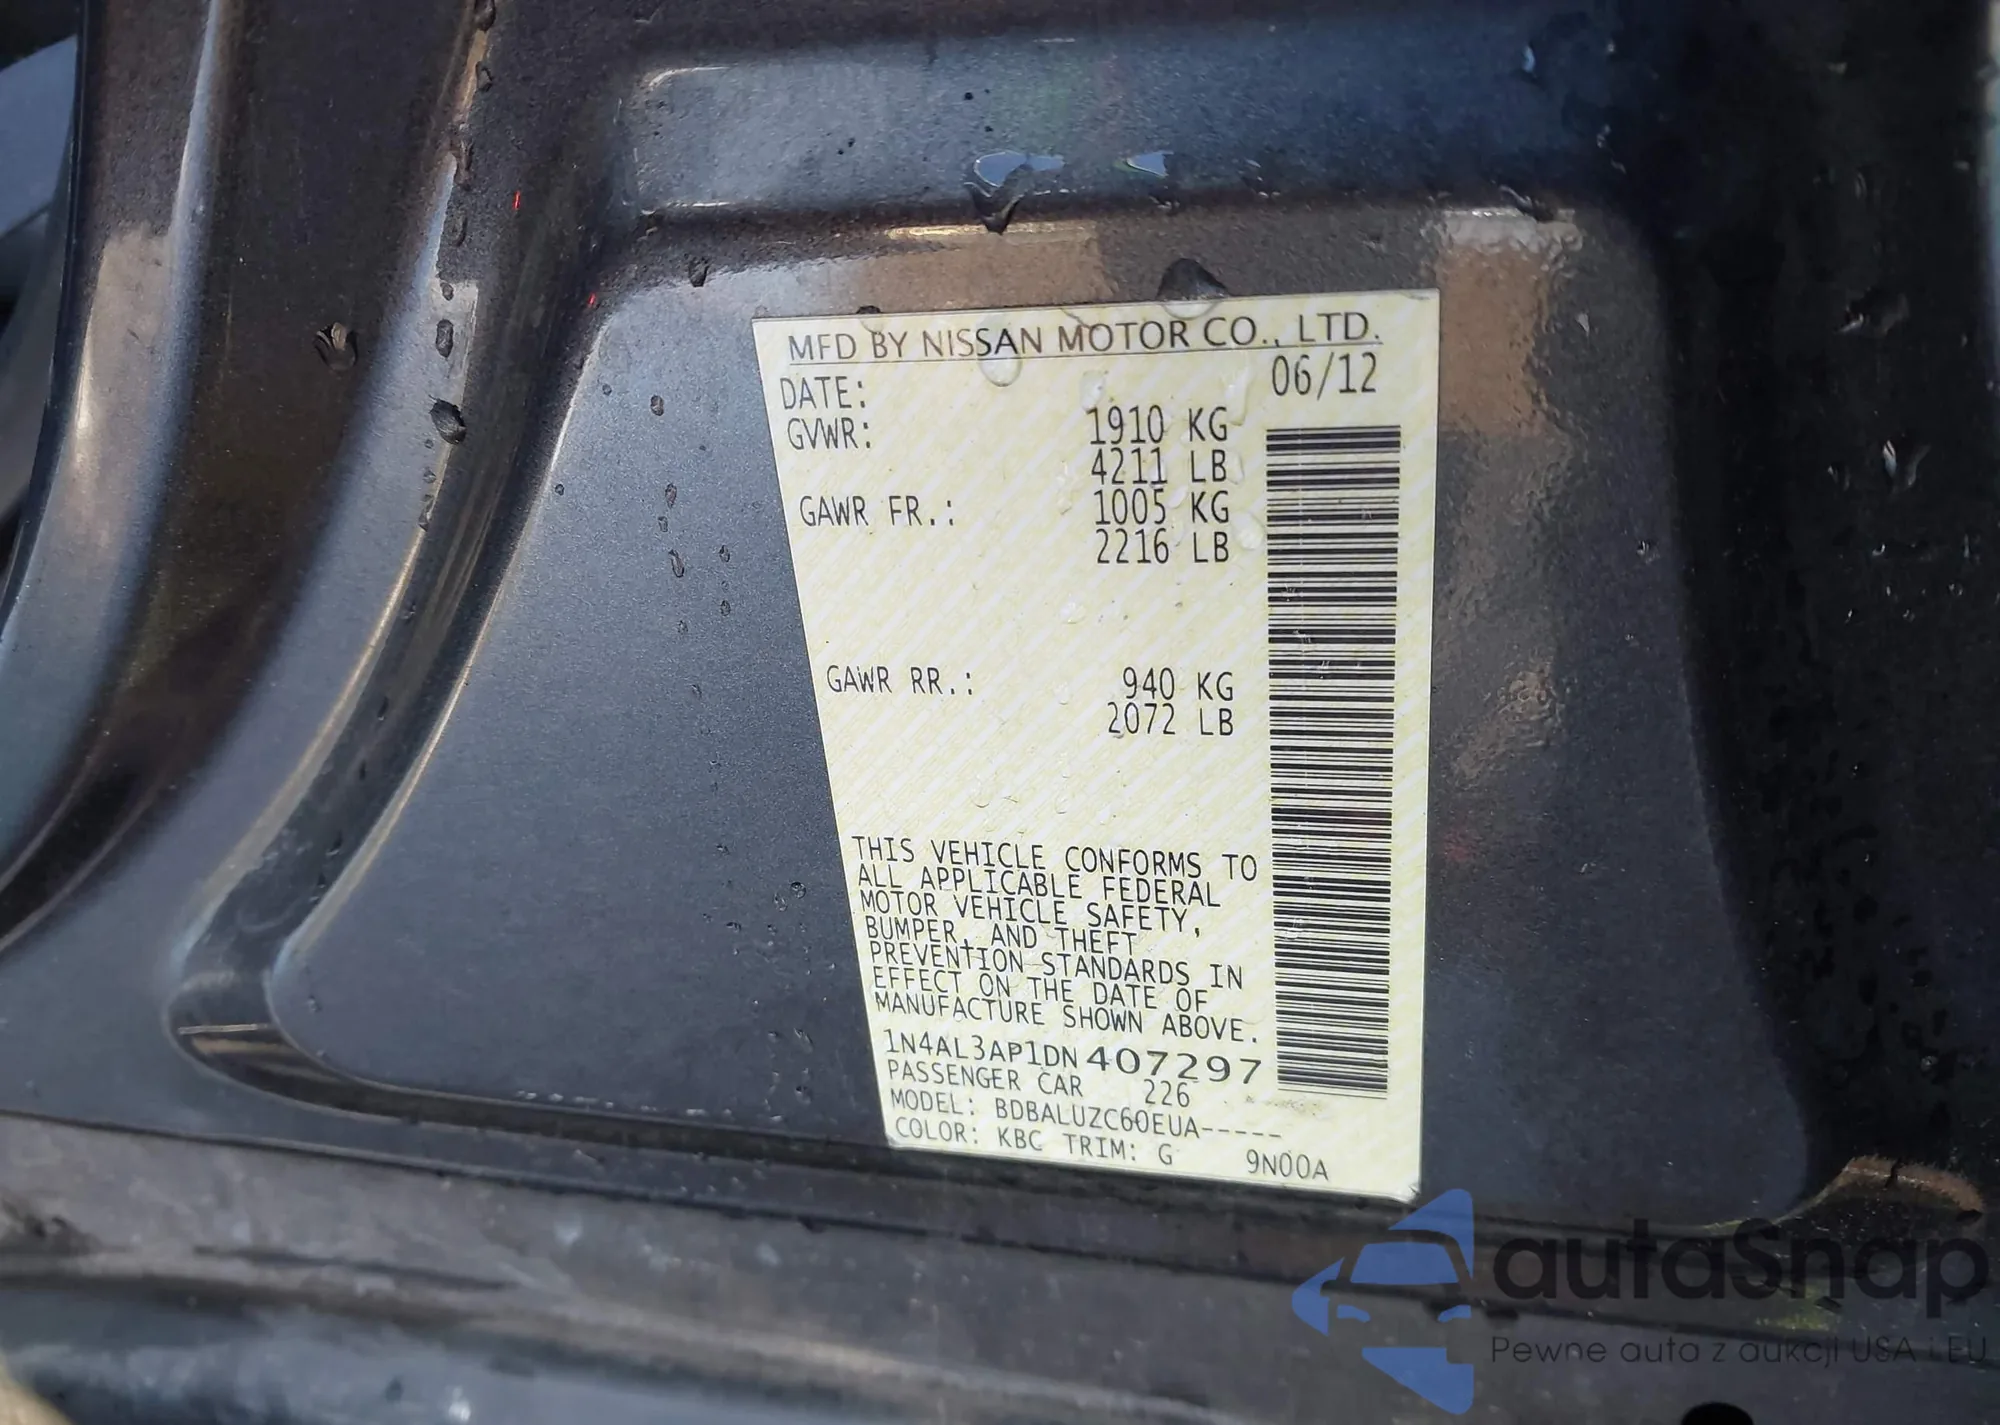 MFD BY NISSAN MOTOR CO., LTD.
DATE: 06/12
GVWR: 1910 KG
4211 LB
GAWR FR.: 1005 KG
2216 LB
GAWR RR.: 940 KG
2072 LB
THIS VEHICLE CONFORMS TO
ALL APPLICABLE FEDERAL
MOTOR VEHICLE SAFETY,
BUMPER, AND THEFT
PREVENTION STANDARDS IN
EFFECT ON THE DATE OF
MANUFACTURE SHOWN ABOVE.
1N4AL3AP1DN407297
PASSENGER CAR 226
MODEL: BDBALUZC60EUA-----
COLOR: KBC TRIM: G 9N00A
autaSnap
Pewne auta z aukcji USA i EU